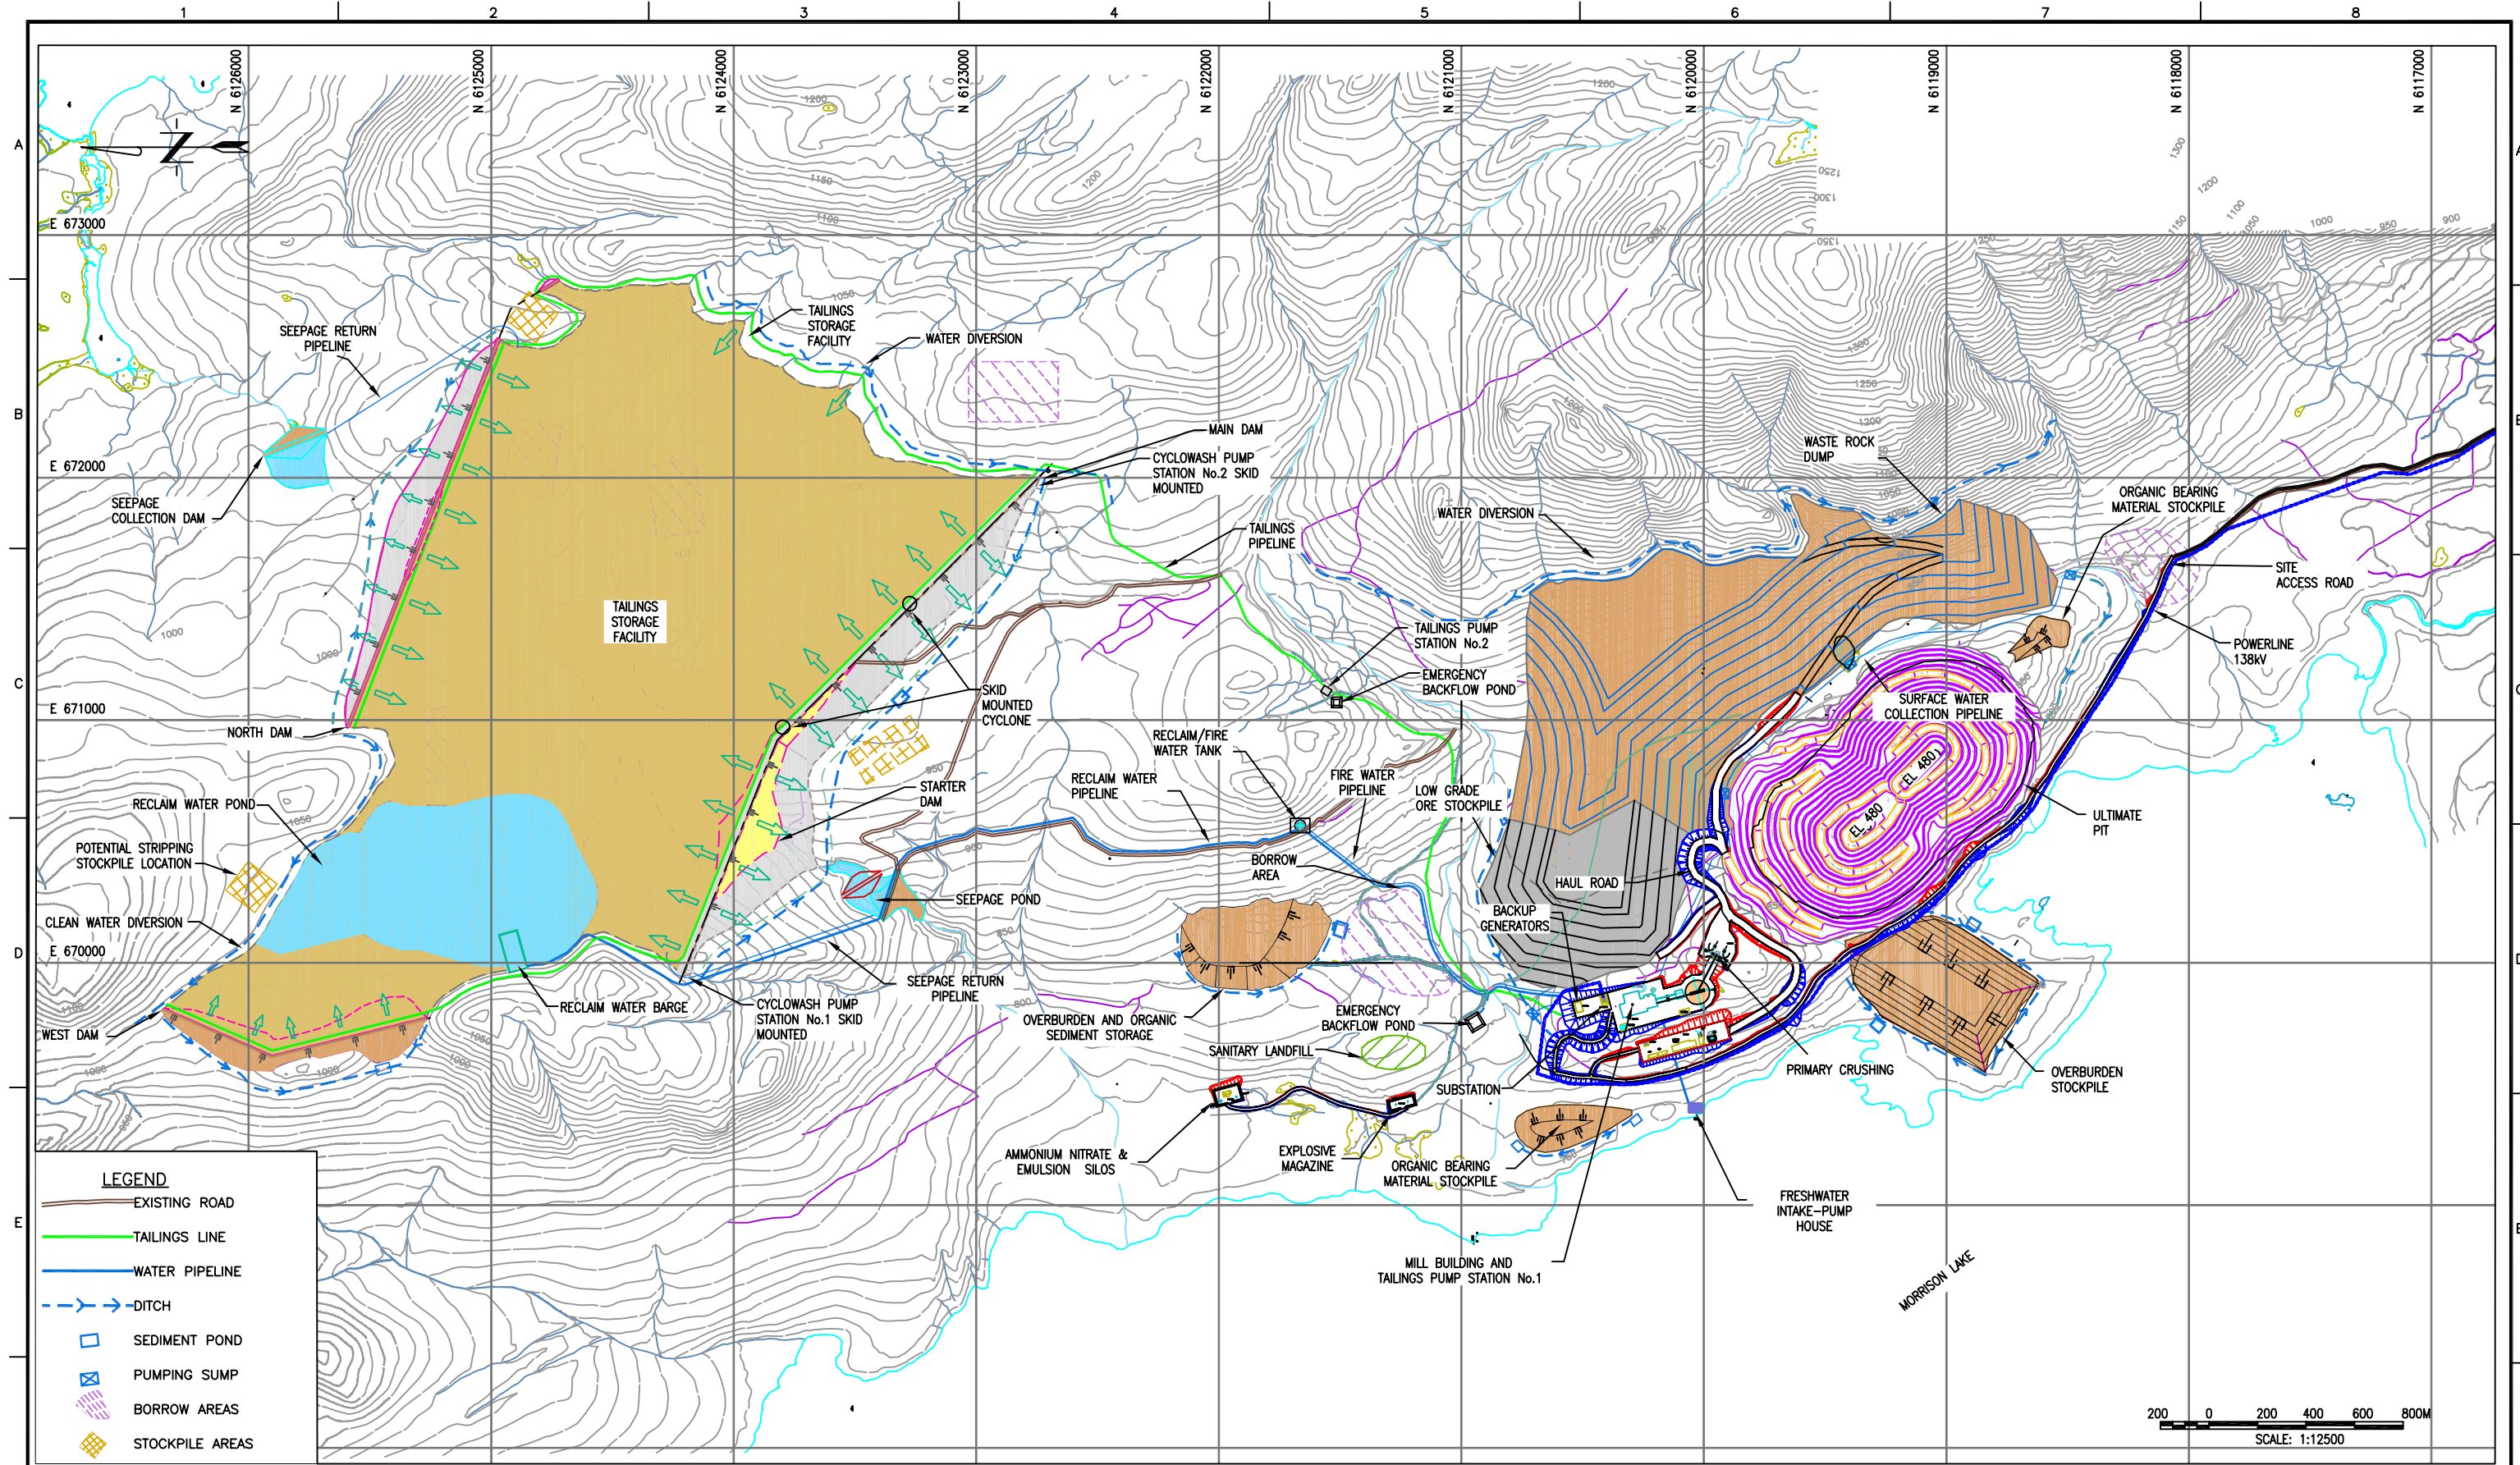 1 2 3 4 5 6 7 8
A
B
C
D
E
N 6126000
N 6125000
N 6124000
N 6123000
N 6122000
N 6121000
N 6120000
N 6119000
N 6118000
N 6117000
E 673000
E 672000
E 671000
E 670000
N
SEEPAGE RETURN
PIPELINE
TAILINGS
STORAGE
FACILITY
WATER DIVERSION
MAIN DAM
CYCLOWASH PUMP
STATION No.2 SKID
MOUNTED
SEEPAGE
COLLECTION DAM
TAILINGS
PIPELINE
WATER DIVERSION
WASTE ROCK
DUMP
ORGANIC BEARING
MATERIAL STOCKPILE
SITE
ACCESS ROAD
TAILINGS
STORAGE
FACILITY
TAILINGS PUMP
STATION No.2
EMERGENCY
BACKFLOW POND
POWERLINE
138kV
SKID
MOUNTED
CYCLONE
SURFACE WATER
COLLECTION PIPELINE
NORTH DAM
RECLAIM/FIRE
WATER TANK
RECLAIM WATER
PIPELINE
FIRE WATER
PIPELINE
LOW GRADE
ORE STOCKPILE
STARTER
DAM
EL 480
EL 480
RECLAIM WATER POND
ULTIMATE
PIT
POTENTIAL STRIPPING
STOCKPILE LOCATION
BORROW
AREA
HAUL ROAD
SEEPAGE POND
BACKUP
GENERATORS
CLEAN WATER DIVERSION
SEEPAGE RETURN
PIPELINE
RECLAIM WATER BARGE
CYCLOWASH PUMP
STATION No.1 SKID
MOUNTED
WEST DAM
OVERBURDEN AND ORGANIC
SEDIMENT STORAGE
EMERGENCY
BACKFLOW POND
SANITARY LANDFILL
SUBSTATION
PRIMARY CRUSHING
OVERBURDEN
STOCKPILE
AMMONIUM NITRATE &
EMULSION SILOS
EXPLOSIVE
MAGAZINE
ORGANIC BEARING
MATERIAL STOCKPILE
FRESHWATER
INTAKE-PUMP
HOUSE
MILL BUILDING AND
TAILINGS PUMP STATION No.1
MORRISON LAKE
LEGEND
EXISTING ROAD
TAILINGS LINE
WATER PIPELINE
DITCH
SEDIMENT POND
PUMPING SUMP
BORROW AREAS
STOCKPILE AREAS
200 0 200 400 600 800M
SCALE: 1:12500